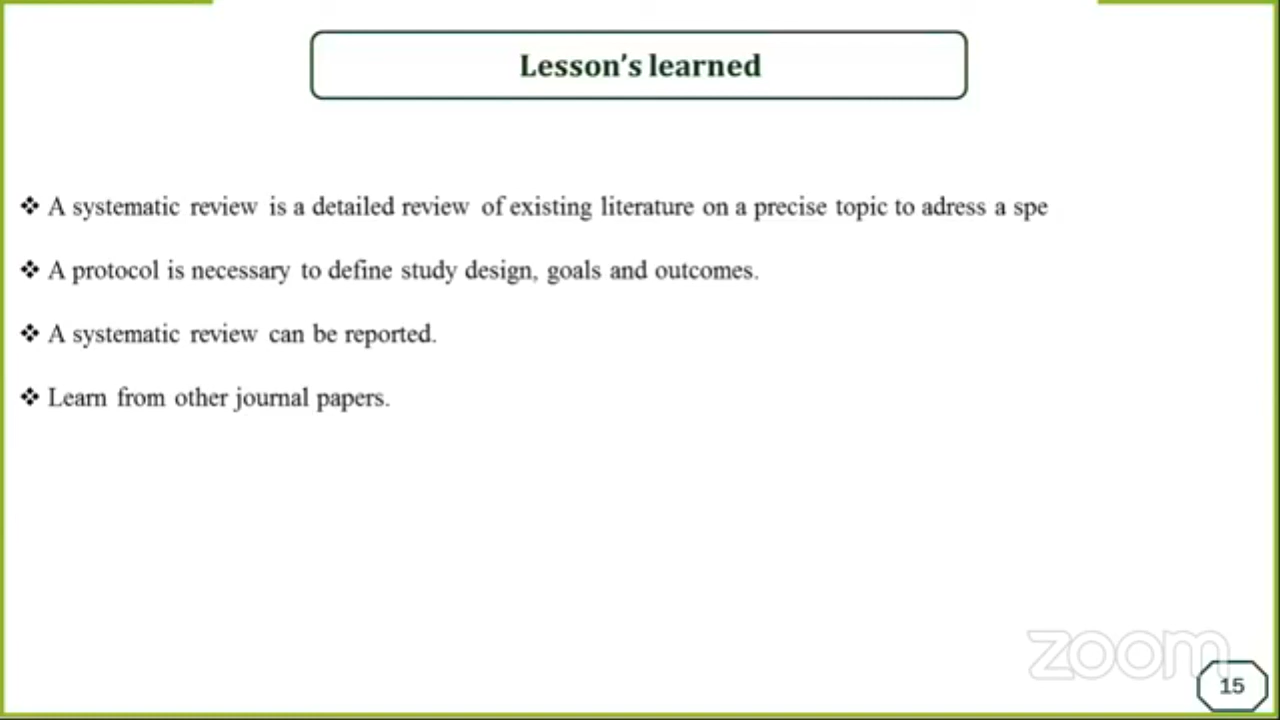 Lesson’s learned
❖ A systematic review is a detailed review of existing literature on a precise topic to adress a spe
❖ A protocol is necessary to define study design, goals and outcomes.
❖ A systematic review can be reported.
❖ Learn from other journal papers.
zoom
15